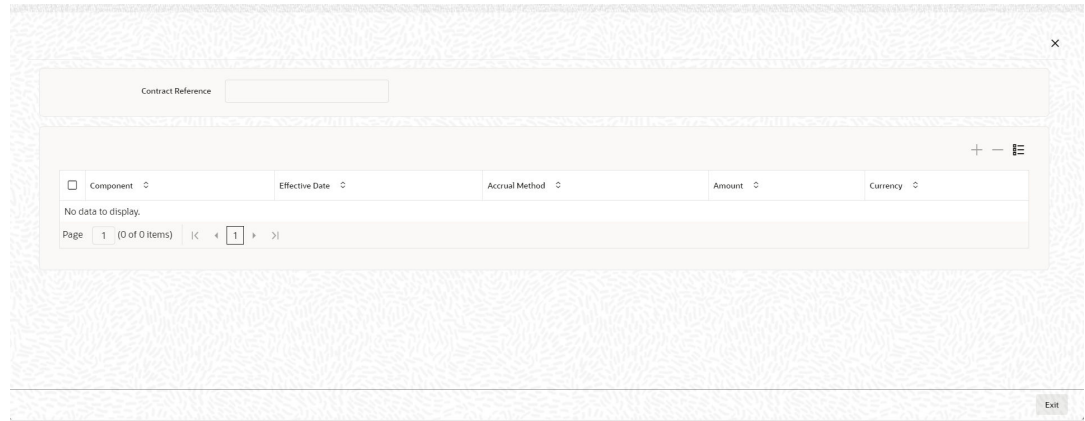 Contract Reference
Component Effective Date Accrual Method Amount Currency
No data to display.
Page 1 (0 of 0 items) 1
Exit